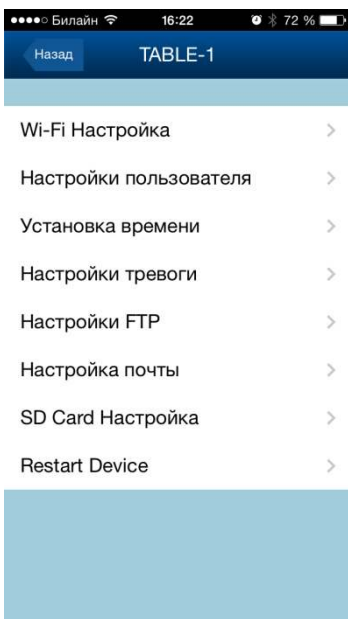 Билайн 16:22 72 %
Назад TABLE-1
Wi-Fi Настройка
Настройки пользователя
Установка времени
Настройки тревоги
Настройки FTP
Настройка почты
SD Card Настройка
Restart Device